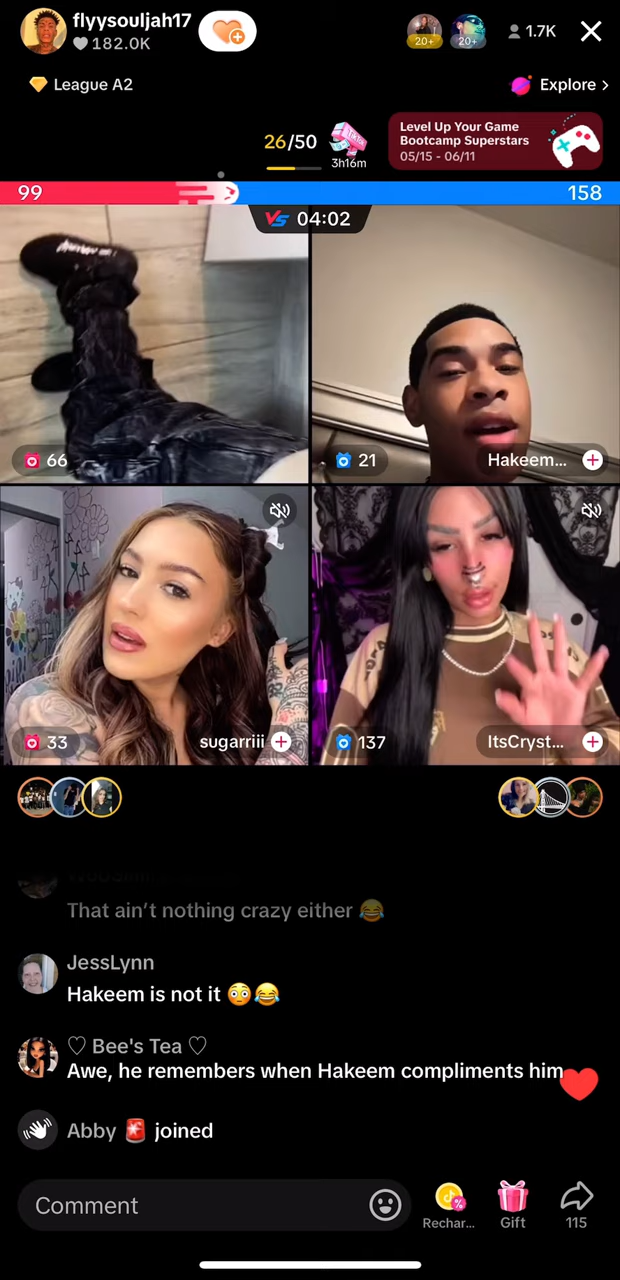 flyysouljah17
182.0K
20+
20+
1.7K
League A2
Explore >
26/50
3h16m
Level Up Your Game
Bootcamp Superstars
05/15 - 06/11
99
158
VS 04:02
66
21
Hakeem...
33
sugarriii
137
ItsCryst...
That ain't nothing crazy either 😂
JessLynn
Hakeem is not it 😳😂
♡ Bee's Tea ♡
Awe, he remembers when Hakeem compliments him
Abby 🚨 joined
Comment
Rechar...
Gift
115